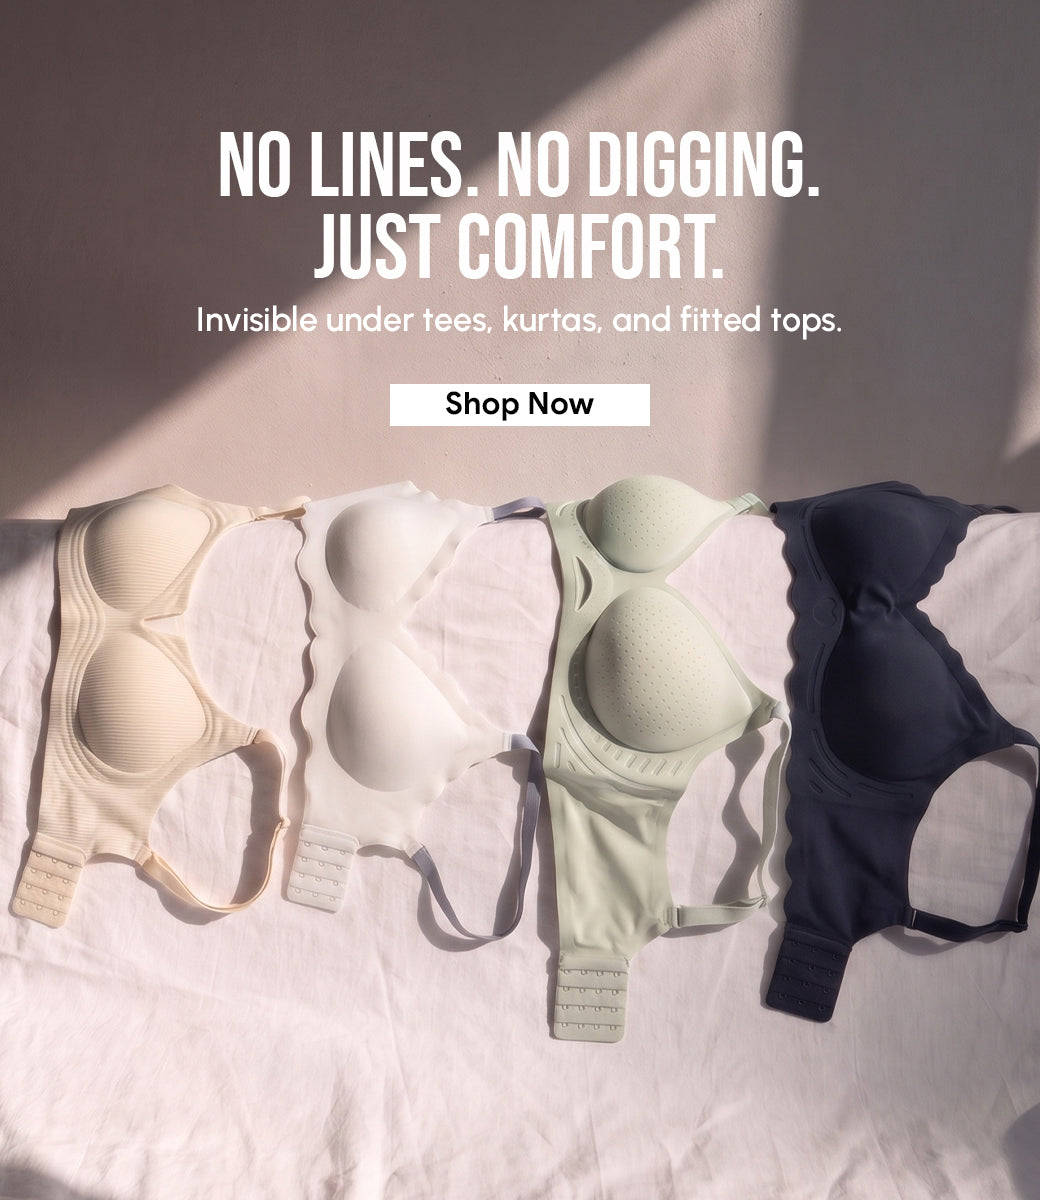 NO LINES. NO DIGGING.
JUST COMFORT.
Invisible under tees, kurtas, and fitted tops.
Shop Now